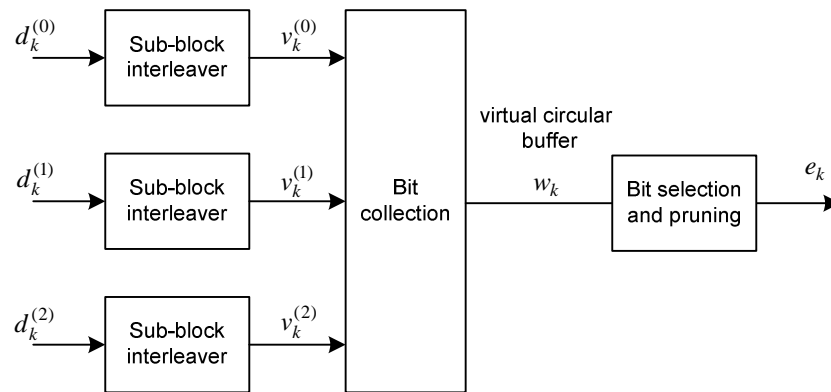 d_k^{(0)}
Sub-block
interleaver
v_k^{(0)}
d_k^{(1)}
Sub-block
interleaver
v_k^{(1)}
d_k^{(2)}
Sub-block
interleaver
v_k^{(2)}
Bit
collection
virtual circular
buffer
w_k
Bit selection
and pruning
e_k